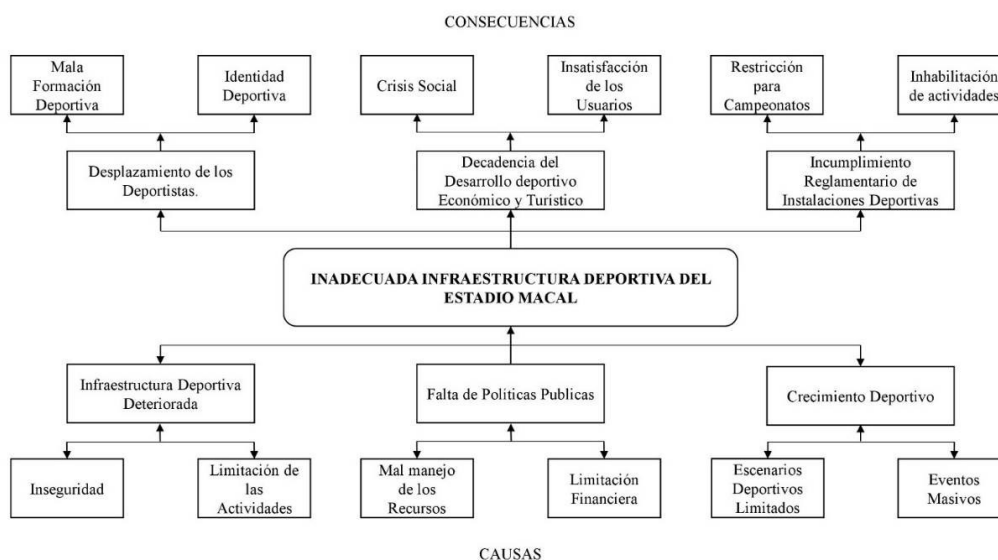 CONSECUENCIAS
Mala
Formación
Deportiva
Identidad
Deportiva
Crisis Social
Insatisfacción
de los
Usuarios
Restricción
para
Campeonatos
Inhabilitación
de actividades
Desplazamiento de los
Deportistas.
Decadencia del
Desarrollo deportivo
Económico y Turístico
Incumplimiento
Reglamentario de
Instalaciones Deportivas
INADECUADA INFRAESTRUCTURA DEPORTIVA DEL
ESTADIO MACAL
Infraestructura Deportiva
Deteriorada
Falta de Políticas Publicas
Crecimiento Deportivo
Inseguridad
Limitación de
las
Actividades
Mal manejo
de los
Recursos
Limitación
Financiera
Escenarios
Deportivos
Limitados
Eventos
Masivos
CAUSAS